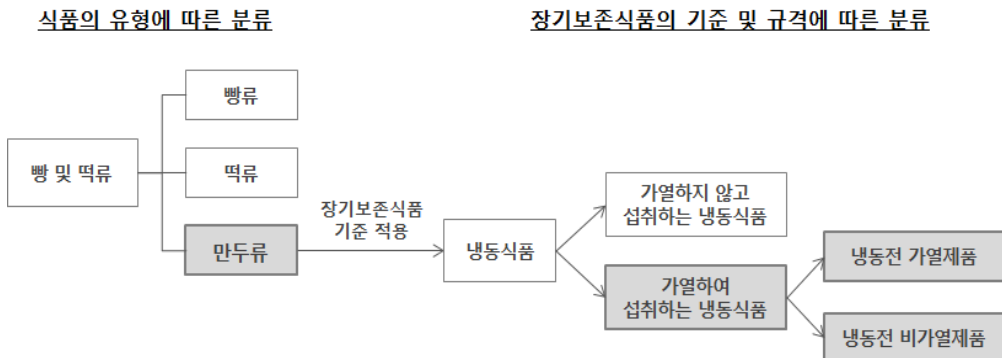 식품의 유형에 따른 분류
장기보존식품의 기준 및 규격에 따른 분류
빵류
빵 및 떡류
떡류
만두류
장기보존식품
기준 적용
냉동식품
가열하지 않고
섭취하는 냉동식품
가열하여
섭취하는 냉동식품
냉동전 가열제품
냉동전 비가열제품